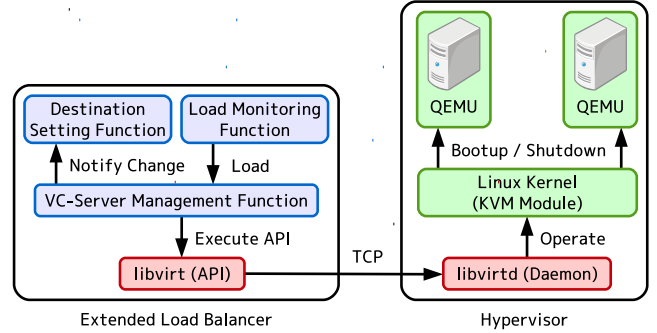 Destination
Setting Function
Load Monitoring
Function
Notify Change
Load
VC-Server Management Function
Execute API
libvirt (API)
Extended Load Balancer
TCP
QEMU
QEMU
Bootup / Shutdown
Linux Kernel
(KVM Module)
Operate
libvirtd (Daemon)
Hypervisor